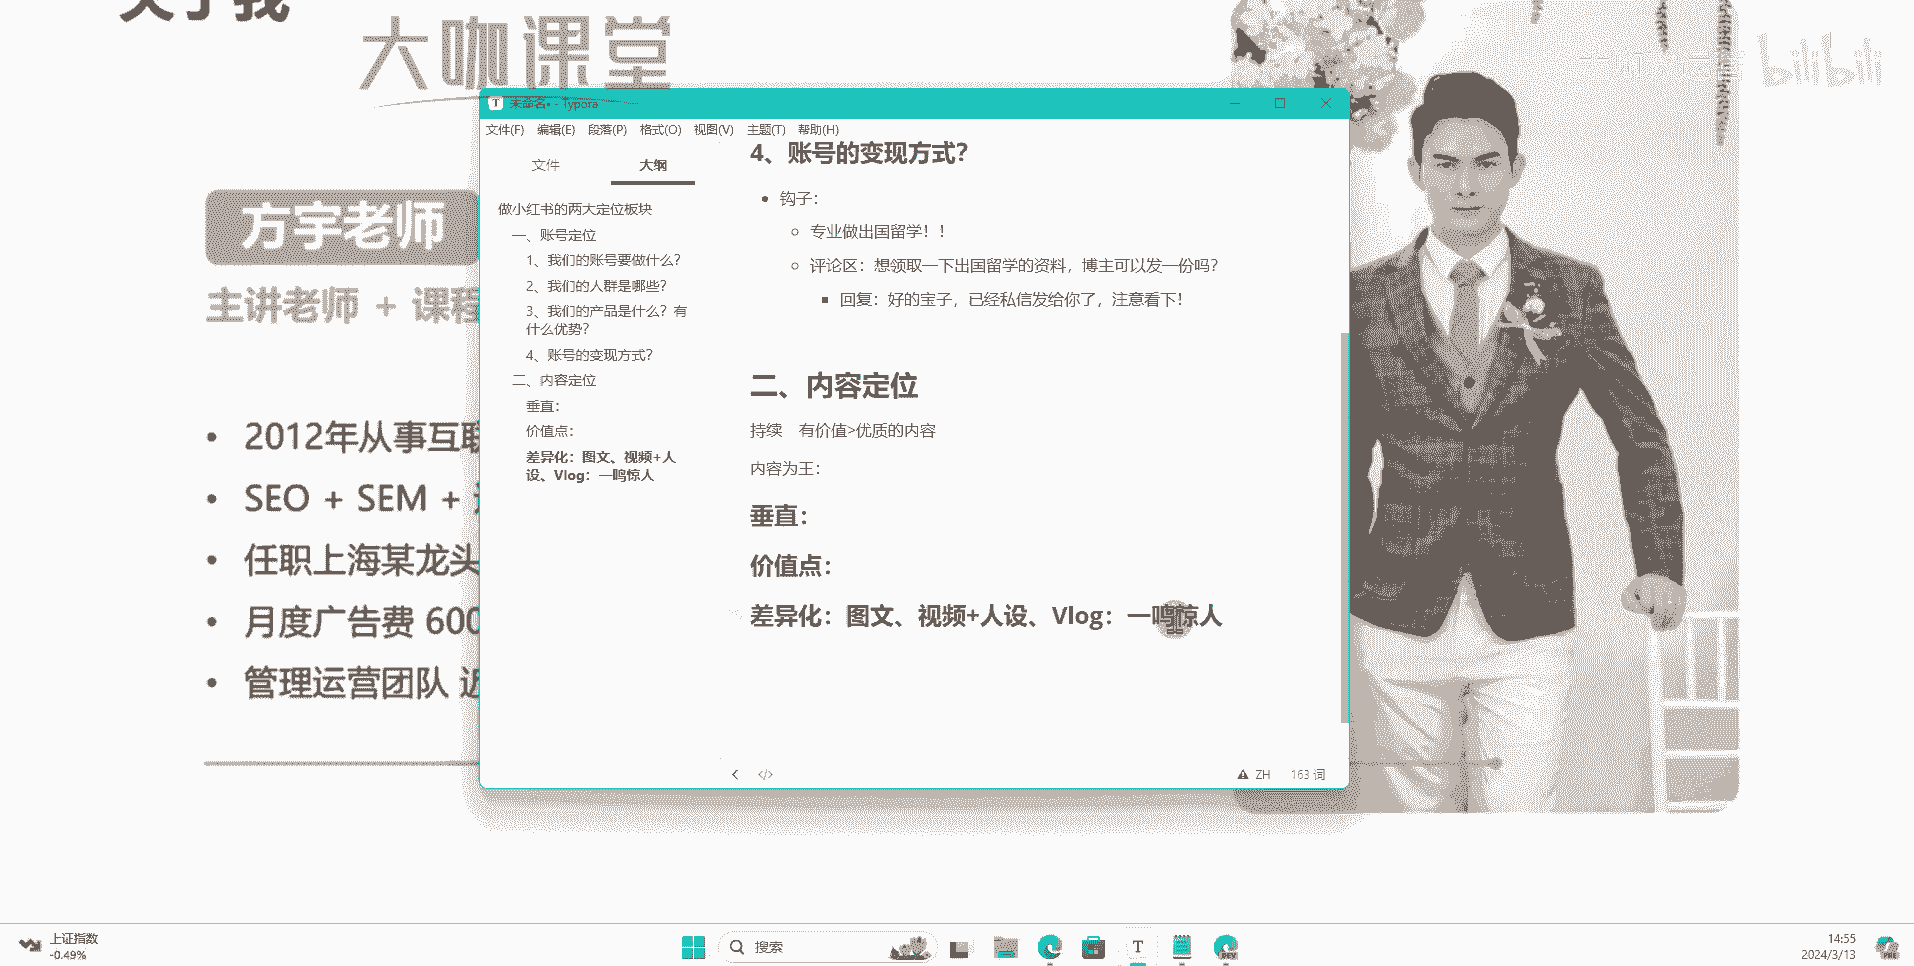 大咖课堂
bilibili
方宇老师
主讲老师 + 课程
• 2012年从事互联
• SEO + SEM +
• 任职上海某龙头
• 月度广告费 600
• 管理运营团队 近
未命名• - Typora
文件(F) 编辑(E) 段落(P) 格式(O) 视图(V) 主题(T) 帮助(H)
文件 大纲
做小红书的两大定位板块
一、账号定位
1、我们的账号要做什么？
2、我们的人群是哪些？
3、我们的产品是什么？有
什么优势？
4、账号的变现方式？
二、内容定位
垂直：
价值点：
差异化：图文、视频+人
设、Vlog：一鸣惊人
4、账号的变现方式？
• 钩子：
专业做出国留学！！
评论区：想领取一下出国留学的资料，博主可以发一份吗？
回复：好的宝子，已经私信发给你了，注意看下！
二、内容定位
持续 有价值>优质的内容
内容为王：
垂直：
价值点：
差异化：图文、视频+人设、Vlog：一鸣惊人
ZH 163 词
上证指数
-0.49%
搜索
14:55
2024/3/13